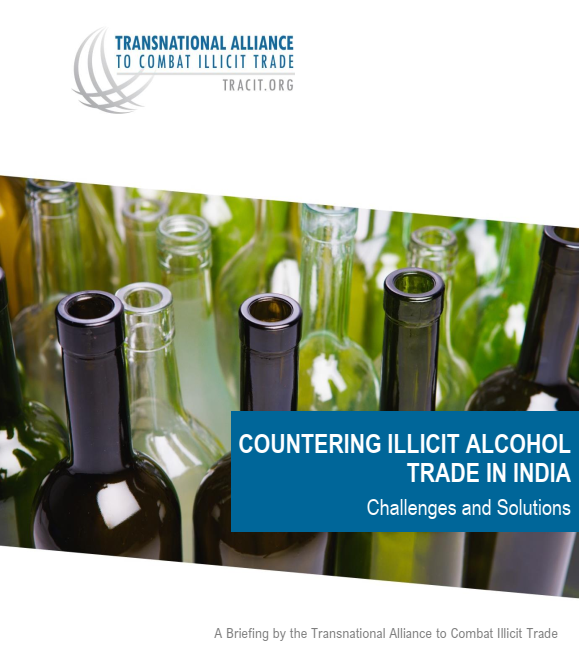 TRANSNATIONAL ALLIANCE
TO COMBAT ILLICIT TRADE
TRACIT.ORG
COUNTERING ILLICIT ALCOHOL
TRADE IN INDIA
Challenges and Solutions
A Briefing by the Transnational Alliance to Combat Illicit Trade